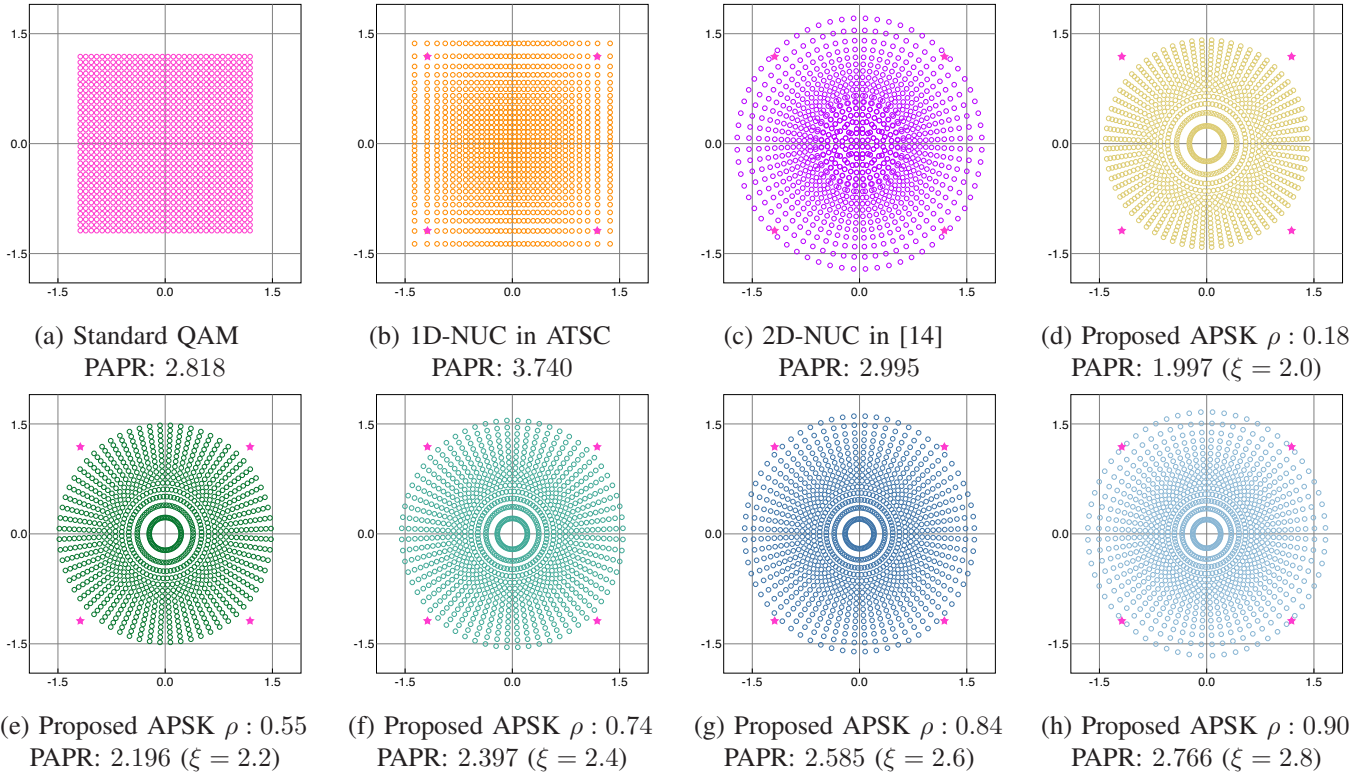 1.5
0.0
-1.5
-1.5 0.0 1.5
1.5
0.0
-1.5
-1.5 0.0 1.5
1.5
0.0
-1.5
-1.5 0.0 1.5
1.5
0.0
-1.5
-1.5 0.0 1.5
(a) Standard QAM
PAPR: 2.818
(b) 1D-NUC in ATSC
PAPR: 3.740
(c) 2D-NUC in [14]
PAPR: 2.995
(d) Proposed APSK ρ : 0.18
PAPR: 1.997 (ξ = 2.0)
1.5
0.0
-1.5
-1.5 0.0 1.5
1.5
0.0
-1.5
-1.5 0.0 1.5
1.5
0.0
-1.5
-1.5 0.0 1.5
1.5
0.0
-1.5
-1.5 0.0 1.5
(e) Proposed APSK ρ : 0.55
PAPR: 2.196 (ξ = 2.2)
(f) Proposed APSK ρ : 0.74
PAPR: 2.397 (ξ = 2.4)
(g) Proposed APSK ρ : 0.84
PAPR: 2.585 (ξ = 2.6)
(h) Proposed APSK ρ : 0.90
PAPR: 2.766 (ξ = 2.8)